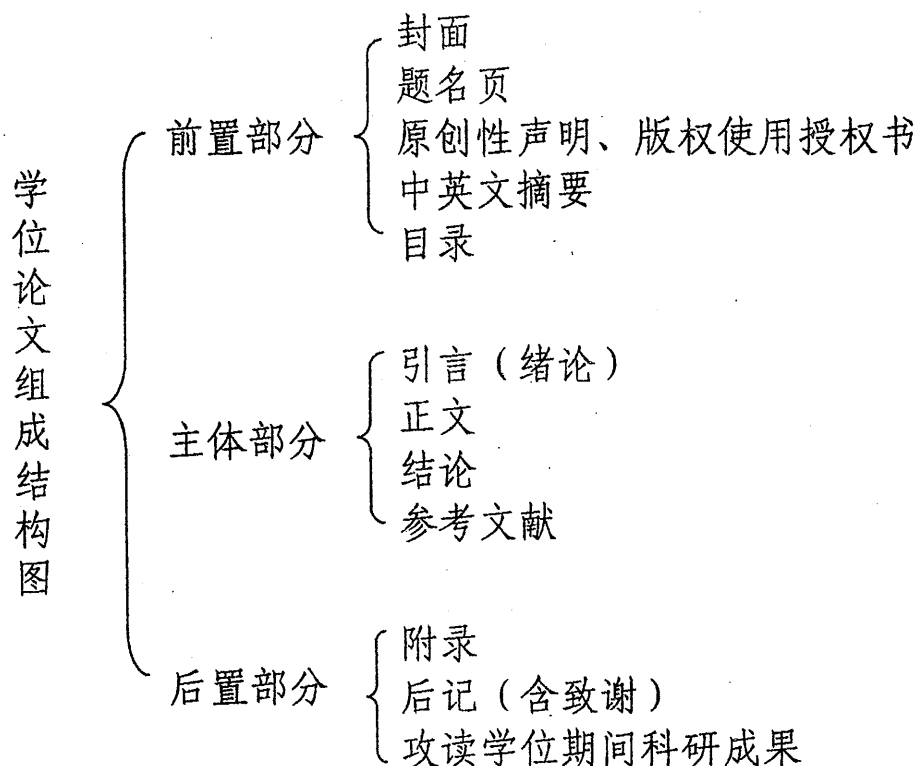 学位论文组成结构图
前置部分
封面
题名页
原创性声明、版权使用授权书
中英文摘要
目录
主体部分
引言（绪论）
正文
结论
参考文献
后置部分
附录
后记（含致谢）
攻读学位期间科研成果